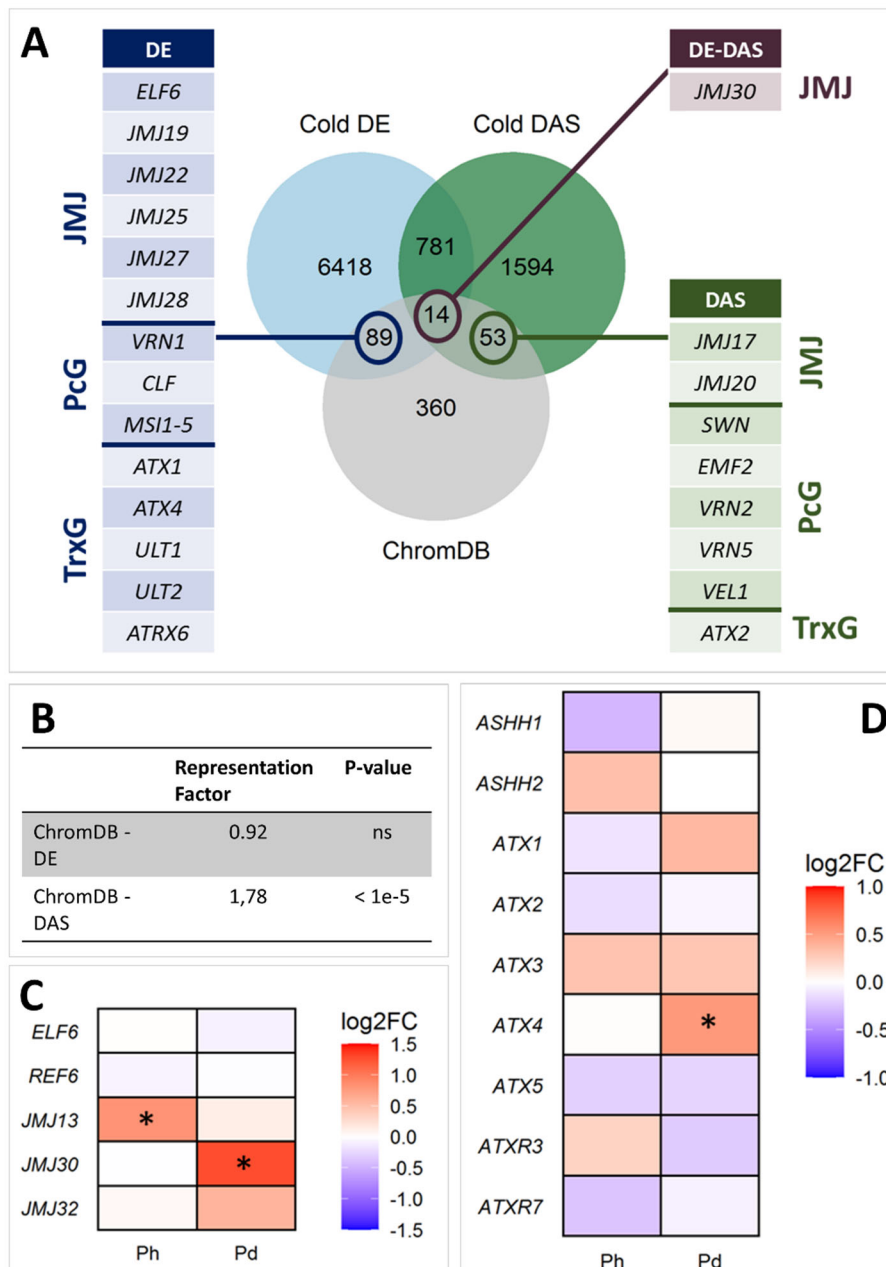 A
DE
ELF6
JMJ19
JMJ22
JMJ25
JMJ27
JMJ28
VRN1
CLF
MSI1-5
ATX1
ATX4
ULT1
ULT2
ATRX6
JMJ
PcG
TrxG
Cold DE
Cold DAS
6418
781
1594
14
89
53
360
ChromDB
DE-DAS
JMJ30
JMJ
DAS
JMJ17
JMJ20
SWN
EMF2
VRN2
VRN5
VEL1
ATX2
JMJ
PcG
TrxG
B
Representation P-value
Factor
ChromDB - 0.92 ns
DE
ChromDB - 1,78 < 1e-5
DAS
C
ELF6
REF6
JMJ13 *
JMJ30 *
JMJ32
Ph Pd
log2FC
1.5
1.0
0.5
0.0
-0.5
-1.0
-1.5
D
ASHH1
ASHH2
ATX1
ATX2
ATX3
ATX4 *
ATX5
ATXR3
ATXR7
Ph Pd
log2FC
1.0
0.5
0.0
-0.5
-1.0